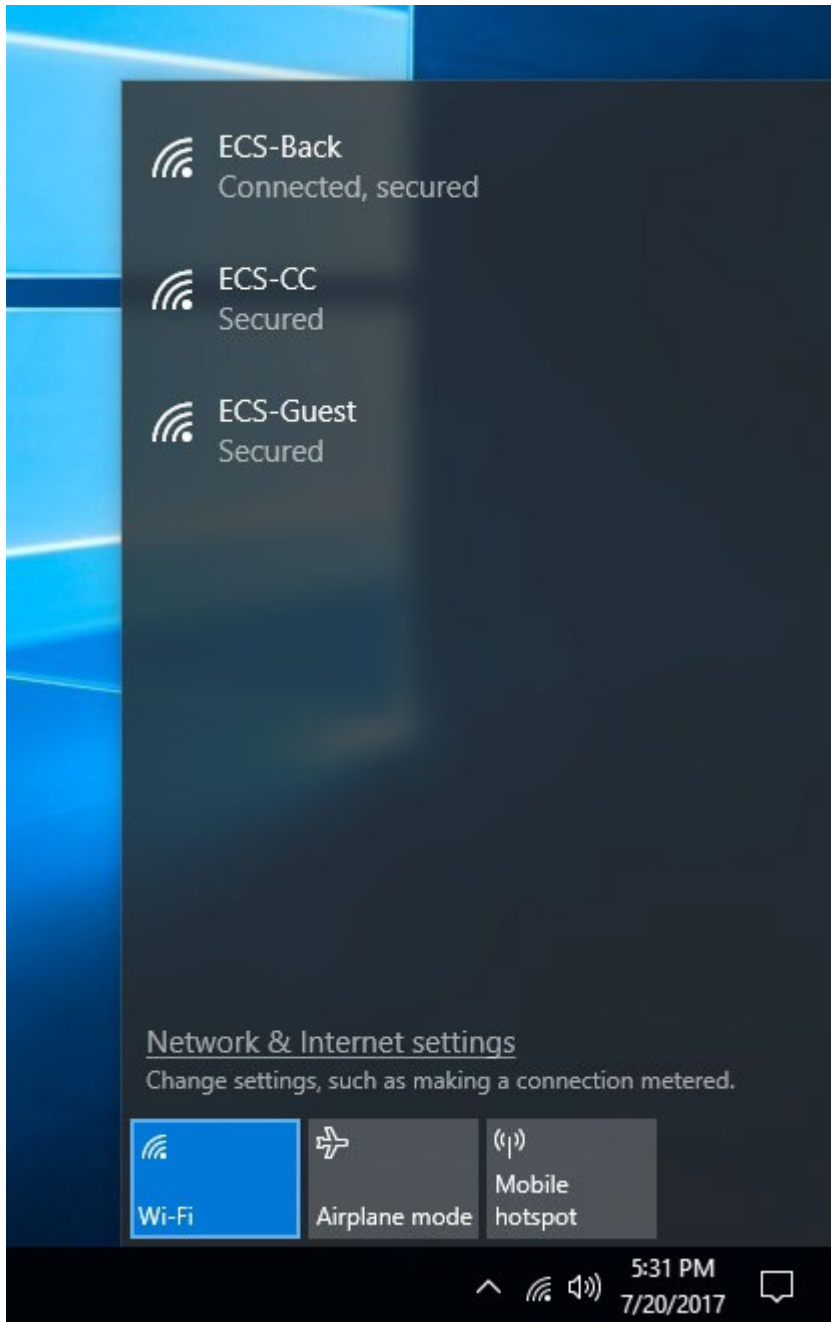 ECS-Back
Connected, secured
ECS-CC
Secured
ECS-Guest
Secured
Network & Internet settings
Change settings, such as making a connection metered.
Wi-Fi
Airplane mode
Mobile
hotspot
5:31 PM
7/20/2017